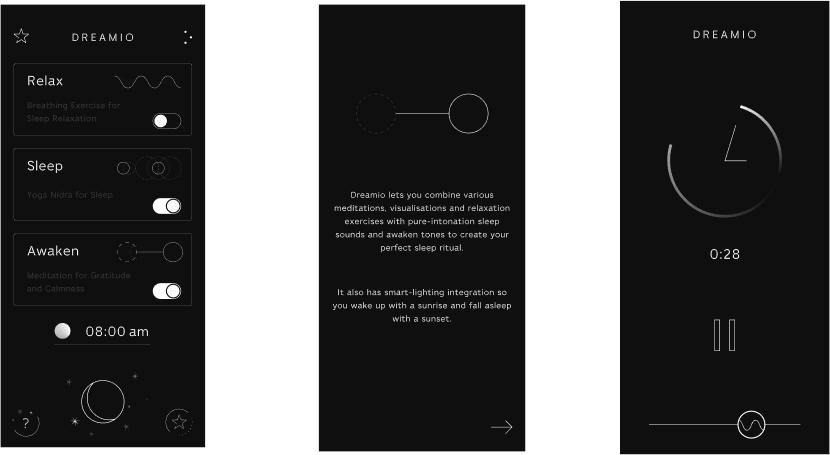 DREAMIO
Relax
Breathing Exercise for
Sleep Relaxation
Sleep
Yoga Nidra for Sleep
Awaken
Meditation for Gratitude
and Calmness
08:00 am
?
Dreamio lets you combine various
meditations, visualisations and relaxation
exercises with pure-intonation sleep
sounds and awaken tones to create your
perfect sleep ritual.
It also has smart-lighting integration so
you wake up with a sunrise and fall asleep
with a sunset.
DREAMIO
0:28